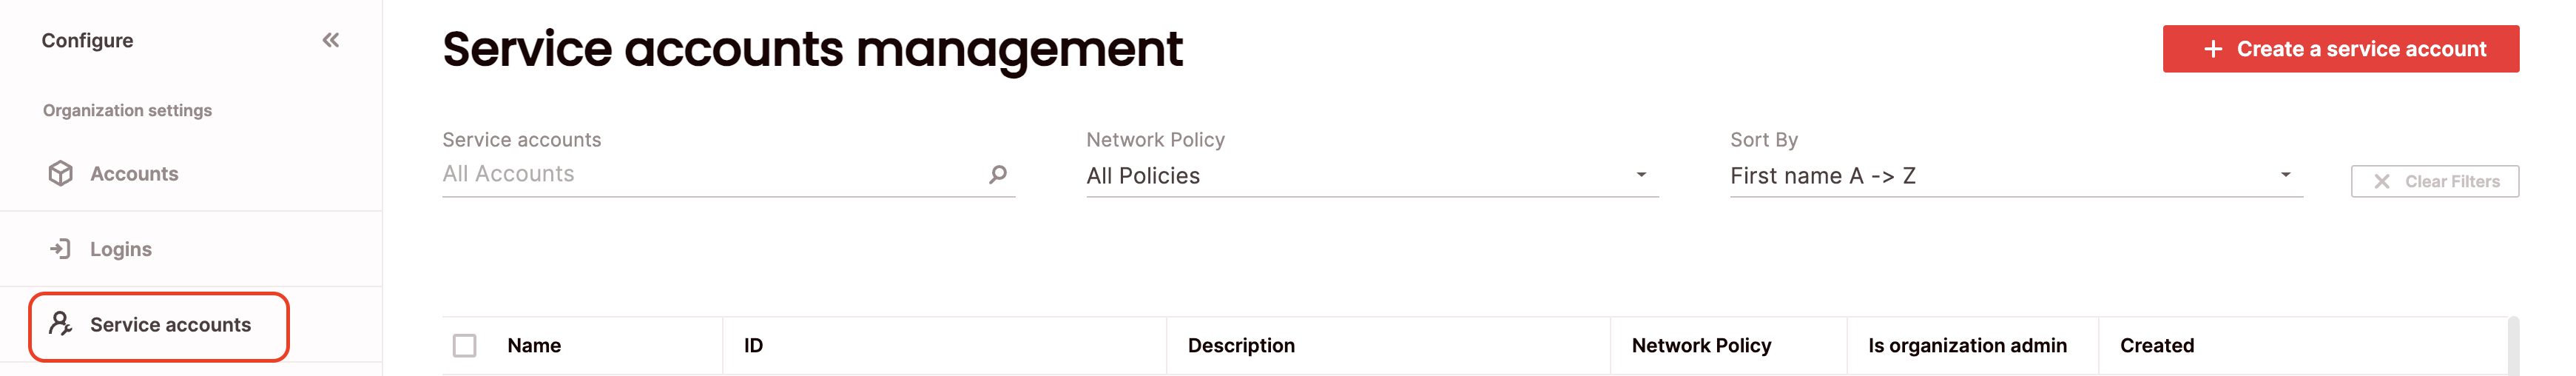 Configure
Organization settings
Accounts
Logins
Service accounts
Service accounts management
+ Create a service account
Service accounts
All Accounts
Network Policy
All Policies
Sort By
First name A -> Z
Clear Filters
Name ID Description Network Policy Is organization admin Created